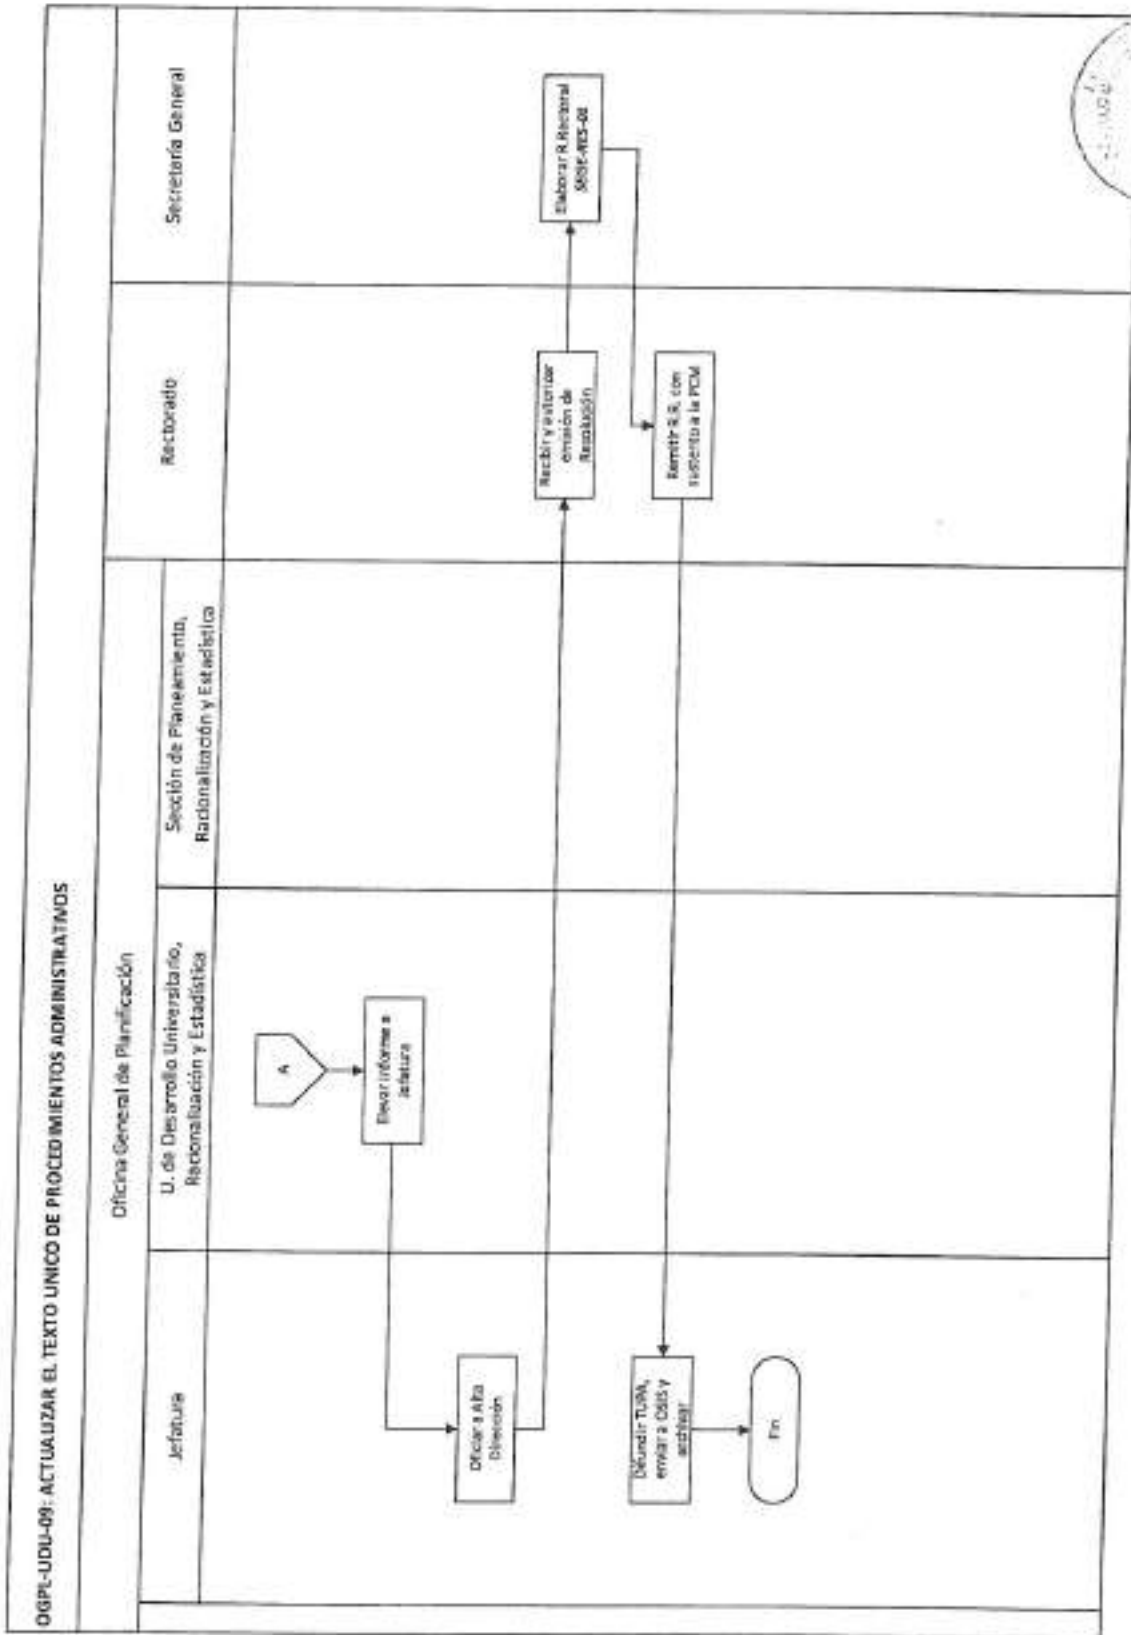 OGPL-UDU-09: ACTUALIZAR EL TEXTO UNICO DE PROCEDIMIENTOS ADMINISTRATIVOS
Oficina General de Planificación
Jefatura
U. de Desarrollo Universitario,
Racionalización y Estadística
Sección de Planeamiento,
Racionalización y Estadística
Rectorado
Secretaría General
A
Elevar informe a
Jefatura
Oficiar a Alta
Dirección
Recibir y autorizar
emisión de
Resolución
Elaborar R.Rectoral
Remitir R.R. con
sustento a la PCM
Difundir TUPA,
enviar a OSIS y
archivar
Fin